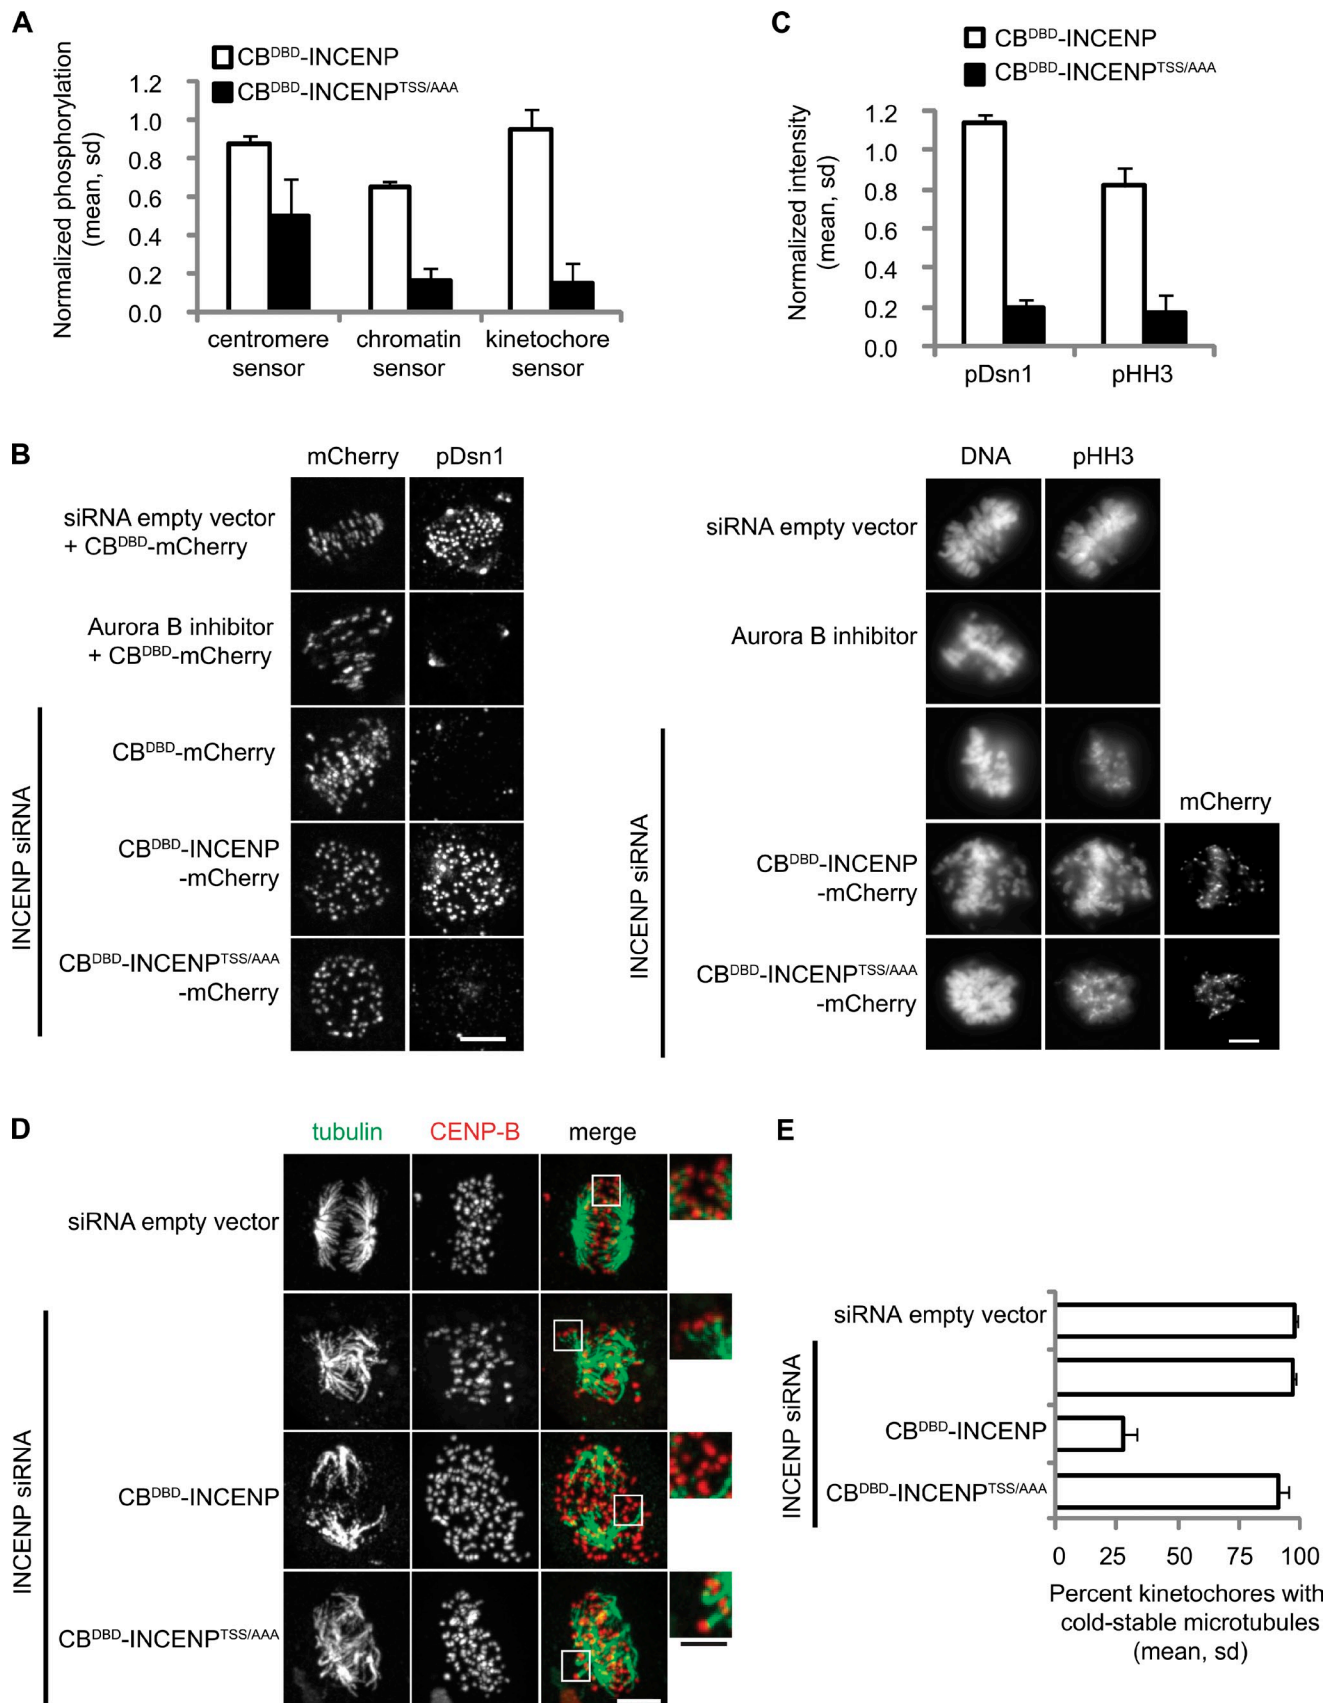 A
CB^DBD-INCENP
CB^DBD-INCENP^TSS/AAA
Normalized phosphorylation
(mean, sd)
1.2
1.0
0.8
0.6
0.4
0.2
0.0
centromere
sensor
chromatin
sensor
kinetochore
sensor
C
CB^DBD-INCENP
CB^DBD-INCENP^TSS/AAA
Normalized intensity
(mean, sd)
1.2
1.0
0.8
0.6
0.4
0.2
0.0
pDsn1
pHH3
B
mCherry
pDsn1
siRNA empty vector
+ CB^DBD-mCherry
Aurora B inhibitor
+ CB^DBD-mCherry
INCENP siRNA
CB^DBD-mCherry
CB^DBD-INCENP
-mCherry
CB^DBD-INCENP^TSS/AAA
-mCherry
DNA
pHH3
siRNA empty vector
Aurora B inhibitor
INCENP siRNA
mCherry
CB^DBD-INCENP
-mCherry
CB^DBD-INCENP^TSS/AAA
-mCherry
D
tubulin
CENP-B
merge
siRNA empty vector
INCENP siRNA
CB^DBD-INCENP
CB^DBD-INCENP^TSS/AAA
E
siRNA empty vector
INCENP siRNA
CB^DBD-INCENP
CB^DBD-INCENP^TSS/AAA
0
25
50
75
100
Percent kinetochores with
cold-stable microtubules
(mean, sd)